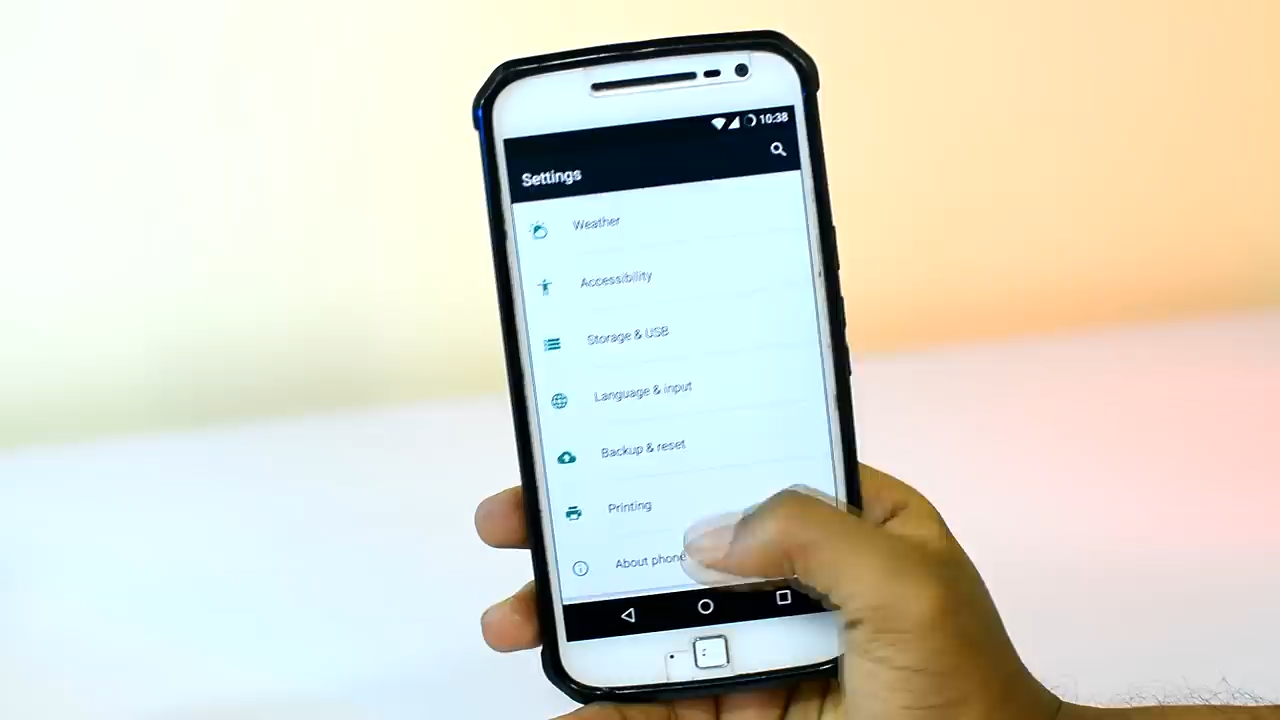 10:38
Settings
Weather
Accessibility
Storage & USB
Language & input
Backup & reset
Printing
About phone